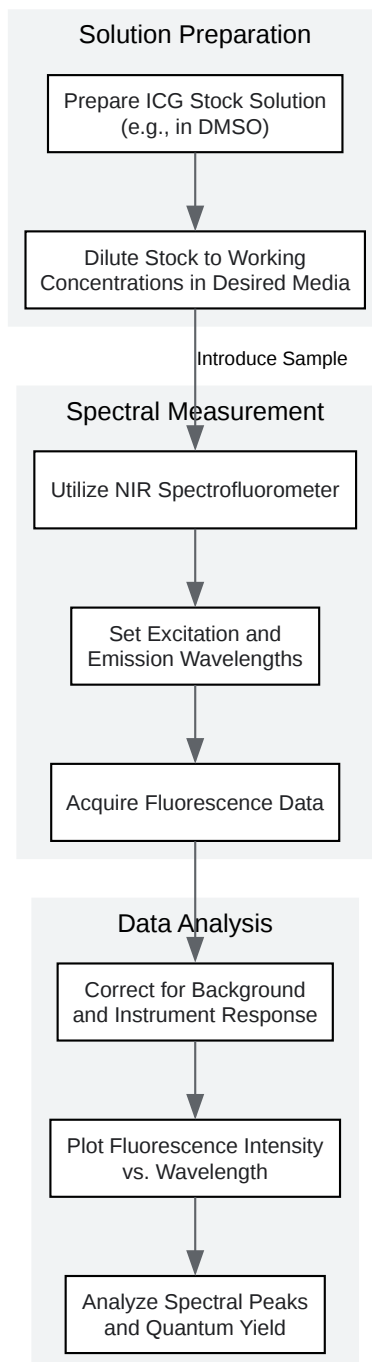 Solution Preparation
Prepare ICG Stock Solution
(e.g., in DMSO)
Dilute Stock to Working
Concentrations in Desired Media
Introduce Sample
Spectral Measurement
Utilize NIR Spectrofluorometer
Set Excitation and
Emission Wavelengths
Acquire Fluorescence Data
Data Analysis
Correct for Background
and Instrument Response
Plot Fluorescence Intensity
vs. Wavelength
Analyze Spectral Peaks
and Quantum Yield